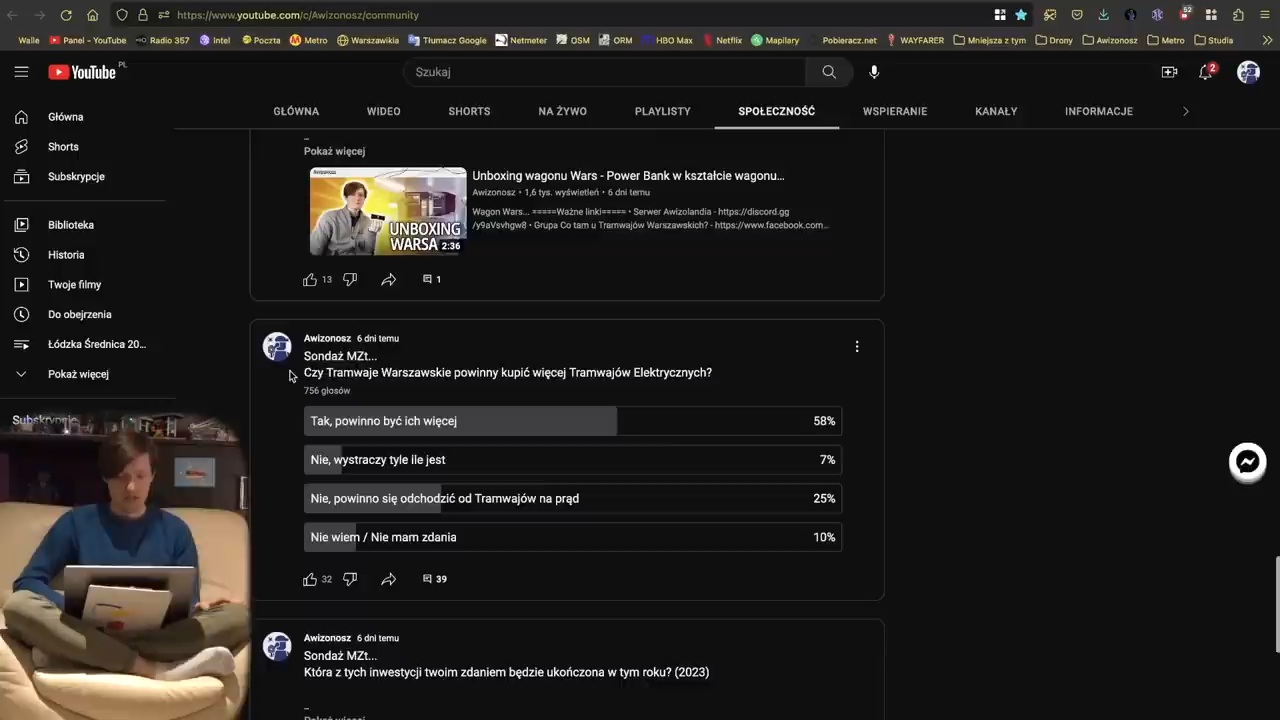 https://www.youtube.com/c/Awizonosz/community
52
Walle Panel - YouTube Radio 357 Intel Poczta Metro Warszawikia Tłumacz Google Netmeter OSM ORM HBO Max Netflix Mapilary Pobieracz.net WAYFARER Mniejsza z tym Drony Awizonosz Metro Studia
YouTube PL
Szukaj
2
GŁÓWNA WIDEO SHORTS NA ŻYWO PLAYLISTY SPOŁECZNOŚĆ WSPIERANIE KANAŁY INFORMACJE
Główna
Shorts
Subskrypcje
Biblioteka
Historia
Twoje filmy
Do obejrzenia
Łódzka Średnica 20...
Pokaż więcej
Subskrypcje
–
Pokaż więcej
UNBOXING
WARSA 2:36
Unboxing wagonu Wars - Power Bank w kształcie wagonu...
Awizonosz • 1,6 tys. wyświetleń • 6 dni temu
Wagon Wars... =====Ważne linki===== • Serwer Awizolandia - https://discord.gg
/y9aVsvhgw8 • Grupa Co tam u Tramwajów Warszawskich? - https://www.facebook.com...
13 1
Awizonosz 6 dni temu
Sondaż MZt...
Czy Tramwaje Warszawskie powinny kupić więcej Tramwajów Elektrycznych?
756 głosów
Tak, powinno być ich więcej 58%
Nie, wystraczy tyle ile jest 7%
Nie, powinno się odchodzić od Tramwajów na prąd 25%
Nie wiem / Nie mam zdania 10%
32 39
Awizonosz 6 dni temu
Sondaż MZt...
Która z tych inwestycji twoim zdaniem będzie ukończona w tym roku? (2023)
–
Pokaż więcej